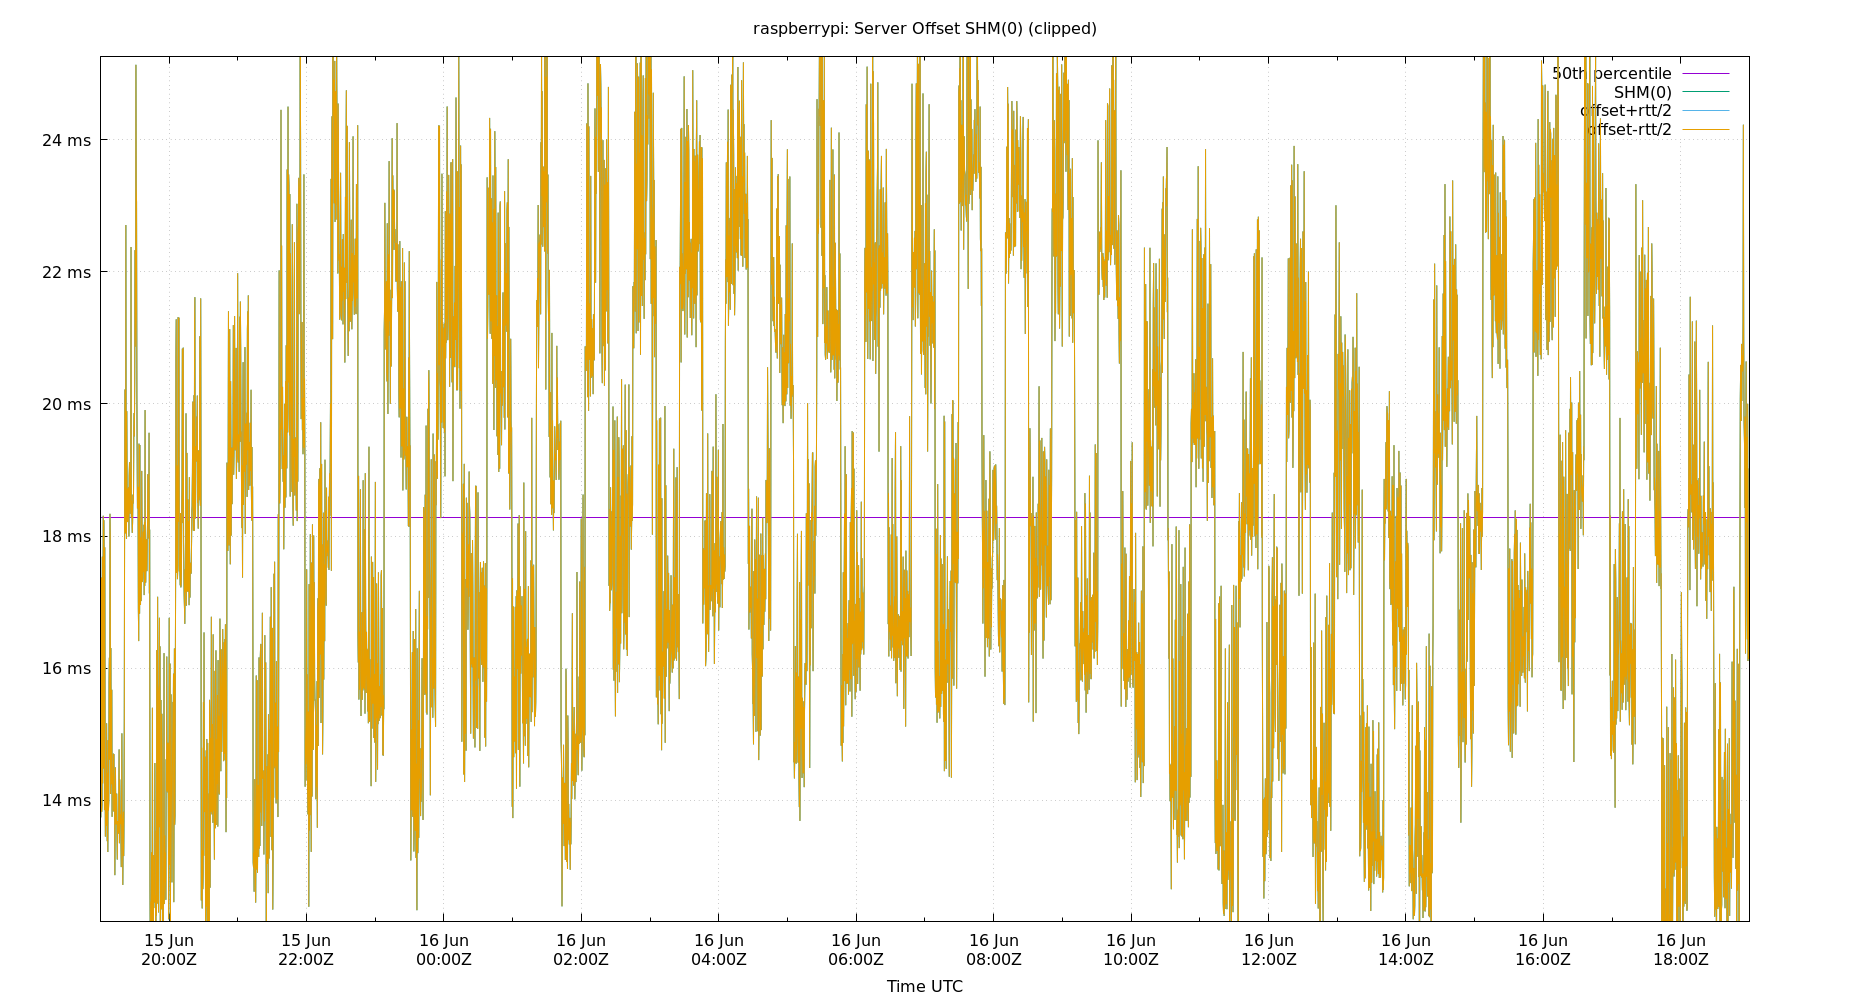 raspberrypi: Server Offset SHM(0) (clipped)
50th percentile
SHM(0)
offset+rtt/2
offset-rtt/2
24 ms
22 ms
20 ms
18 ms
16 ms
14 ms
15 Jun 15 Jun 16 Jun 16 Jun 16 Jun 16 Jun 16 Jun 16 Jun 16 Jun 16 Jun 16 Jun 16 Jun
20:00Z 22:00Z 00:00Z 02:00Z 04:00Z 06:00Z 08:00Z 10:00Z 12:00Z 14:00Z 16:00Z 18:00Z
Time UTC